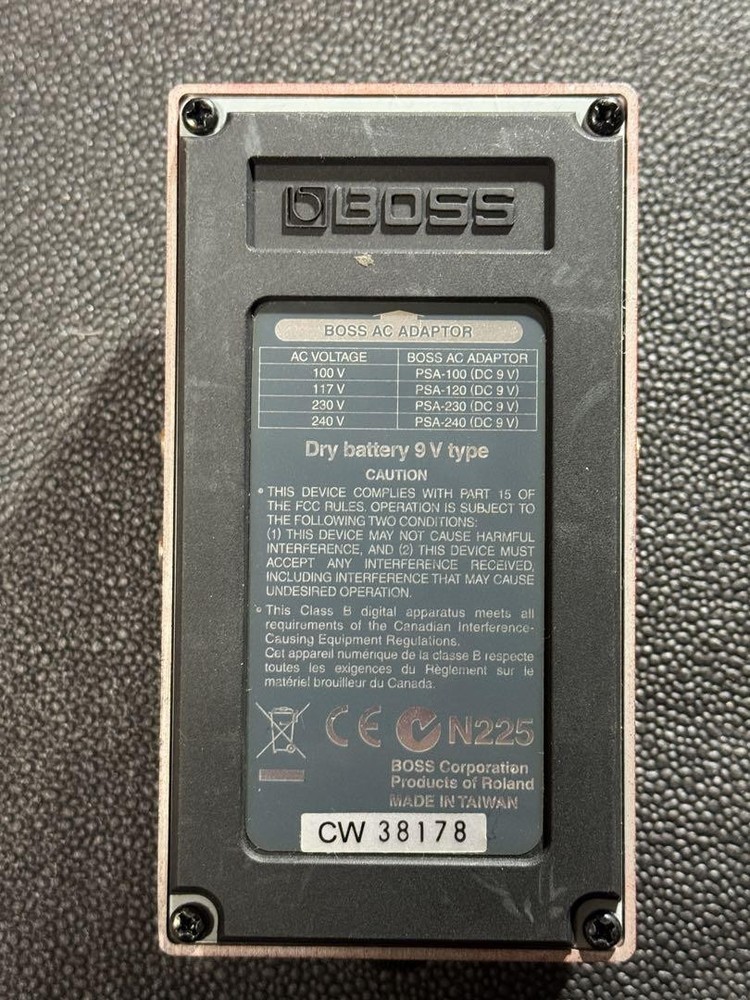 BOSS
BOSS AC ADAPTOR
AC VOLTAGE BOSS AC ADAPTOR
100 V PSA-100 (DC 9 V)
117 V PSA-120 (DC 9 V)
230 V PSA-230 (DC 9 V)
240 V PSA-240 (DC 9 V)
Dry battery 9 V type
CAUTION
• THIS DEVICE COMPLIES WITH PART 15 OF
THE FCC RULES. OPERATION IS SUBJECT TO
THE FOLLOWING TWO CONDITIONS:
(1) THIS DEVICE MAY NOT CAUSE HARMFUL
INTERFERENCE, AND (2) THIS DEVICE MUST
ACCEPT ANY INTERFERENCE RECEIVED,
INCLUDING INTERFERENCE THAT MAY CAUSE
UNDESIRED OPERATION.
• This Class B digital apparatus meets all
requirements of the Canadian Interference-
Causing Equipment Regulations.
Cet appareil numérique de la classe B respecte
toutes les exigences du Règlement sur le
matériel brouilleur du Canada.
CE N225
BOSS Corporation
Products of Roland
MADE IN TAIWAN
CW 38178